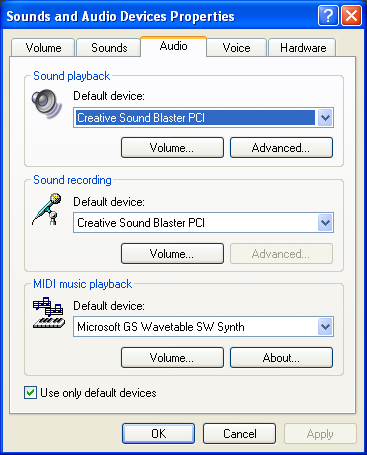 Sounds and Audio Devices Properties
Volume Sounds Audio Voice Hardware
Sound playback
Default device:
Creative Sound Blaster PCI
Volume... Advanced...
Sound recording
Default device:
Creative Sound Blaster PCI
Volume... Advanced...
MIDI music playback
Default device:
Microsoft GS Wavetable SW Synth
Volume... About...
Use only default devices
OK Cancel Apply